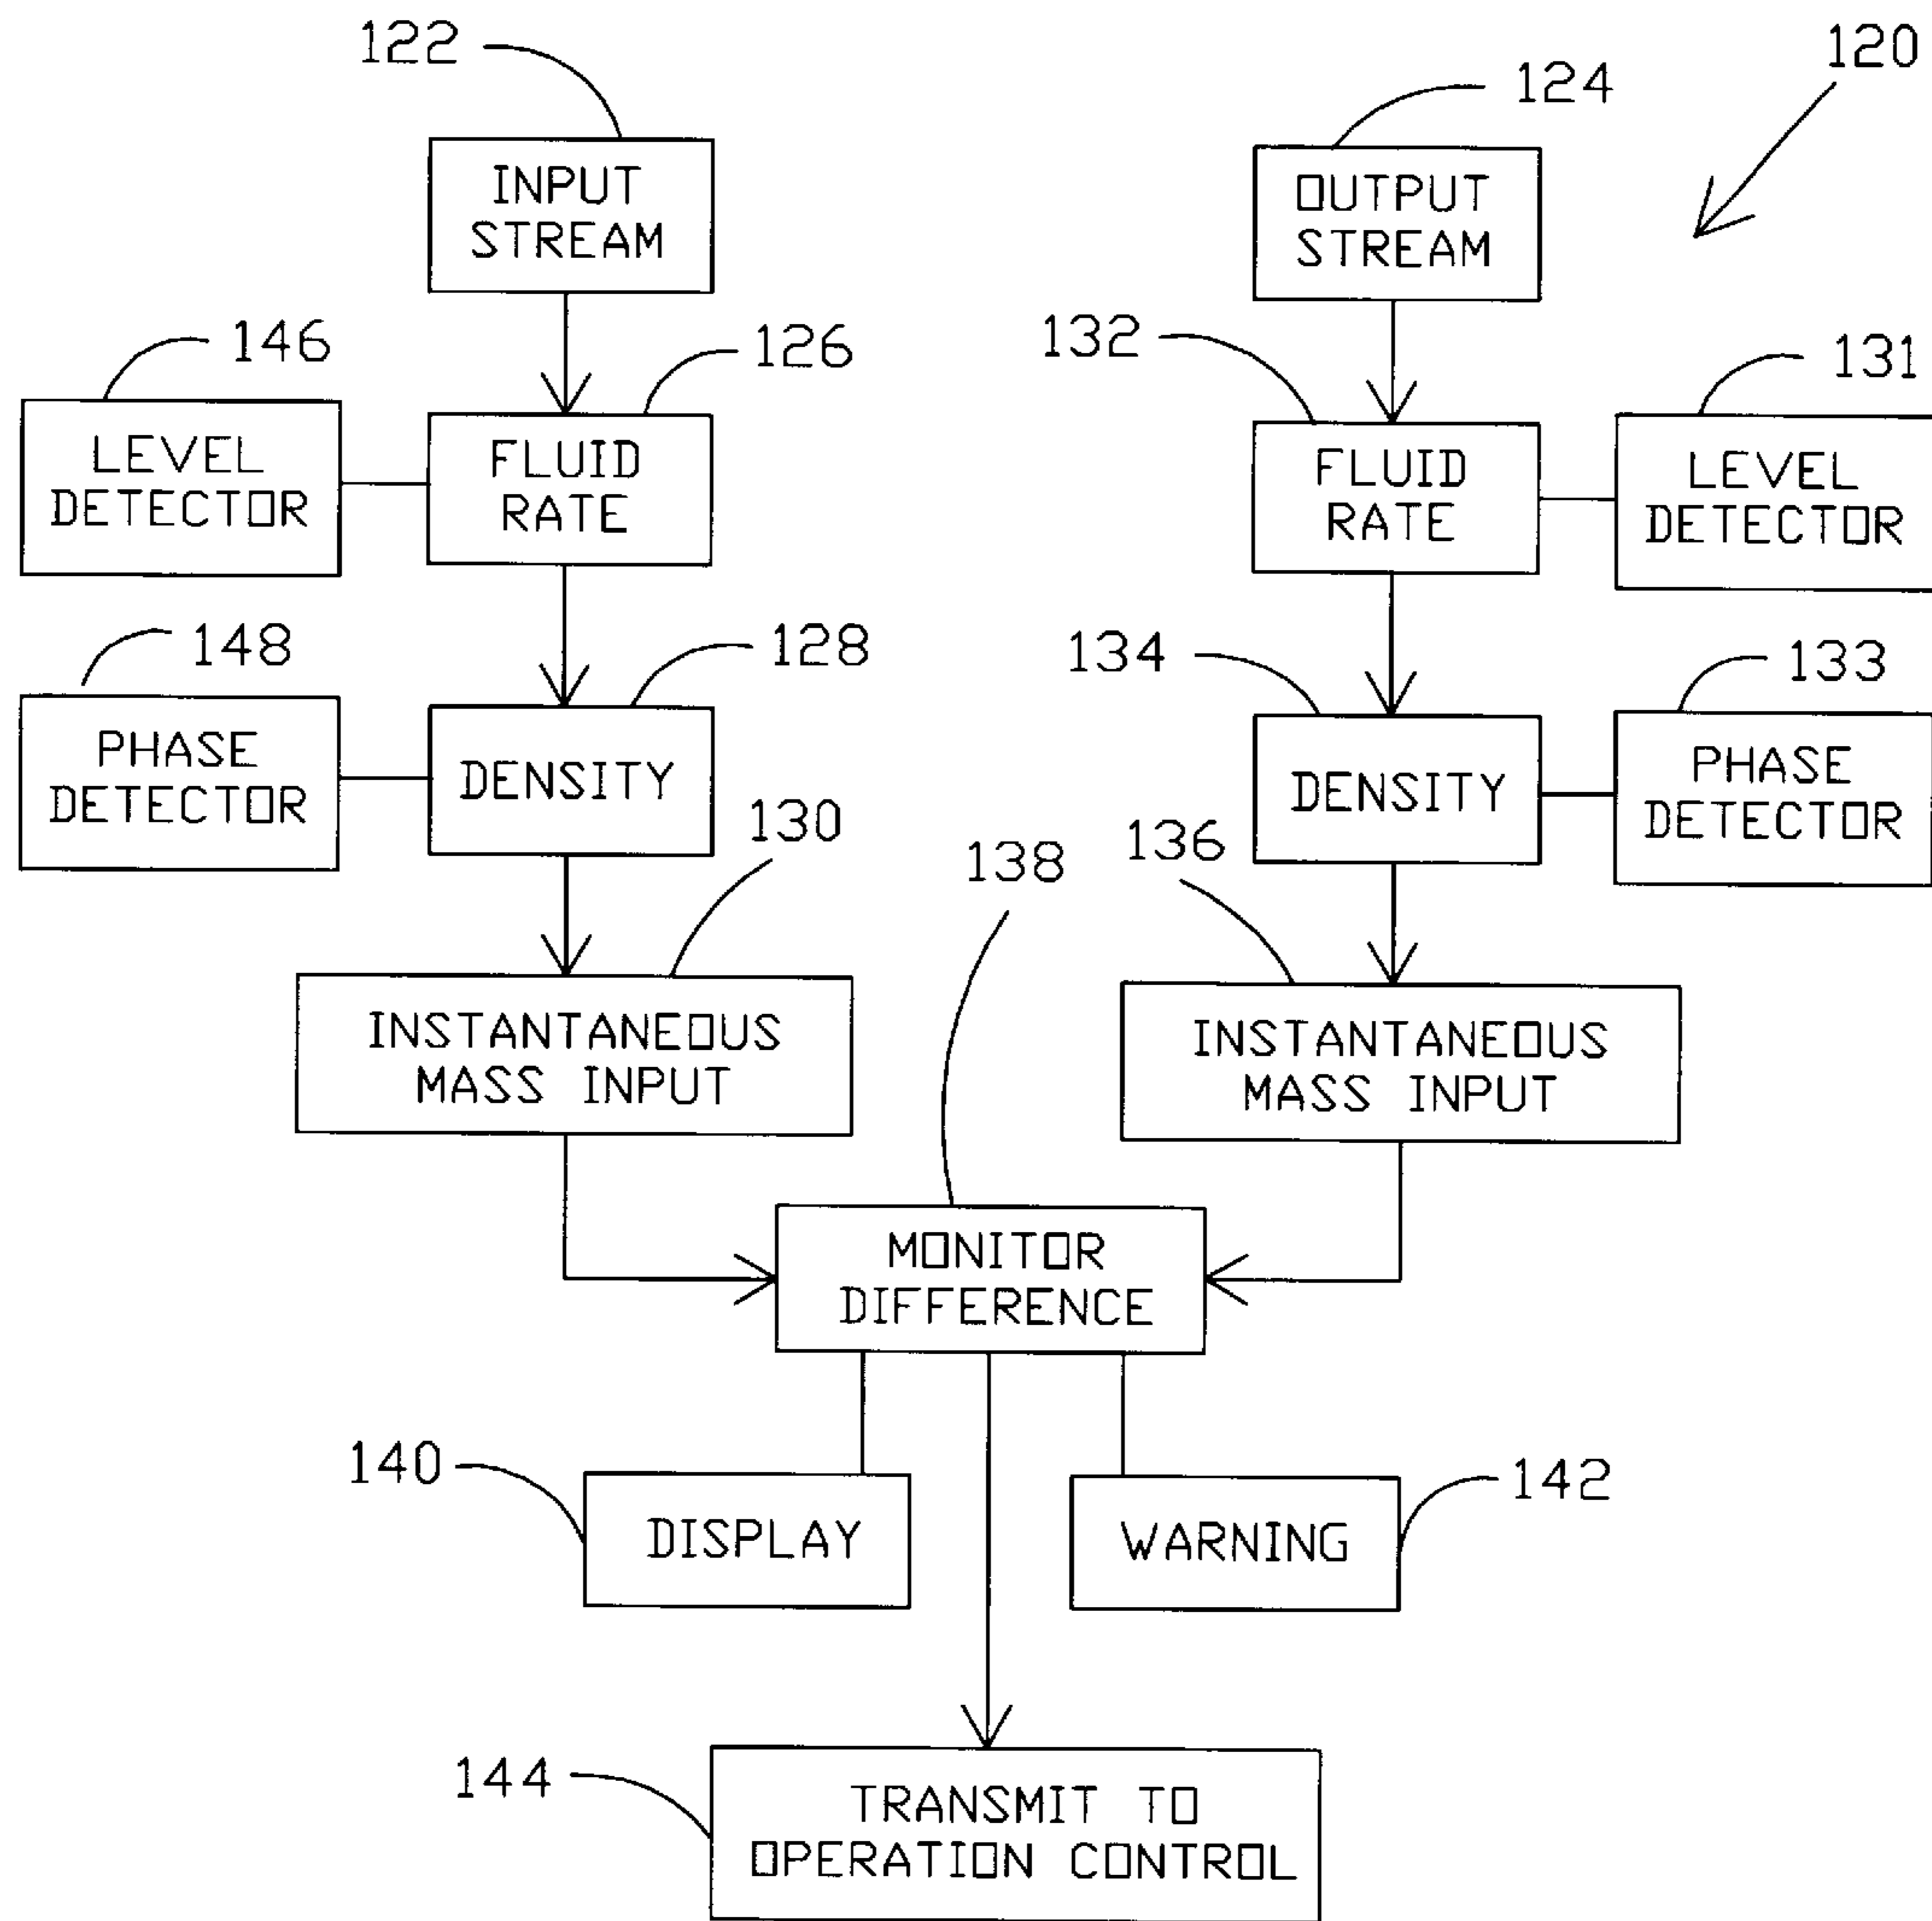 122
120
124
INPUT
STREAM
OUTPUT
STREAM
146
126
132
131
LEVEL
DETECTOR
FLUID
RATE
FLUID
RATE
LEVEL
DETECTOR
148
128
134
133
PHASE
DETECTOR
DENSITY
DENSITY
PHASE
DETECTOR
130
138
136
INSTANTANEOUS
MASS INPUT
INSTANTANEOUS
MASS INPUT
MONITOR
DIFFERENCE
140
142
DISPLAY
WARNING
144
TRANSMIT TO
OPERATION CONTROL